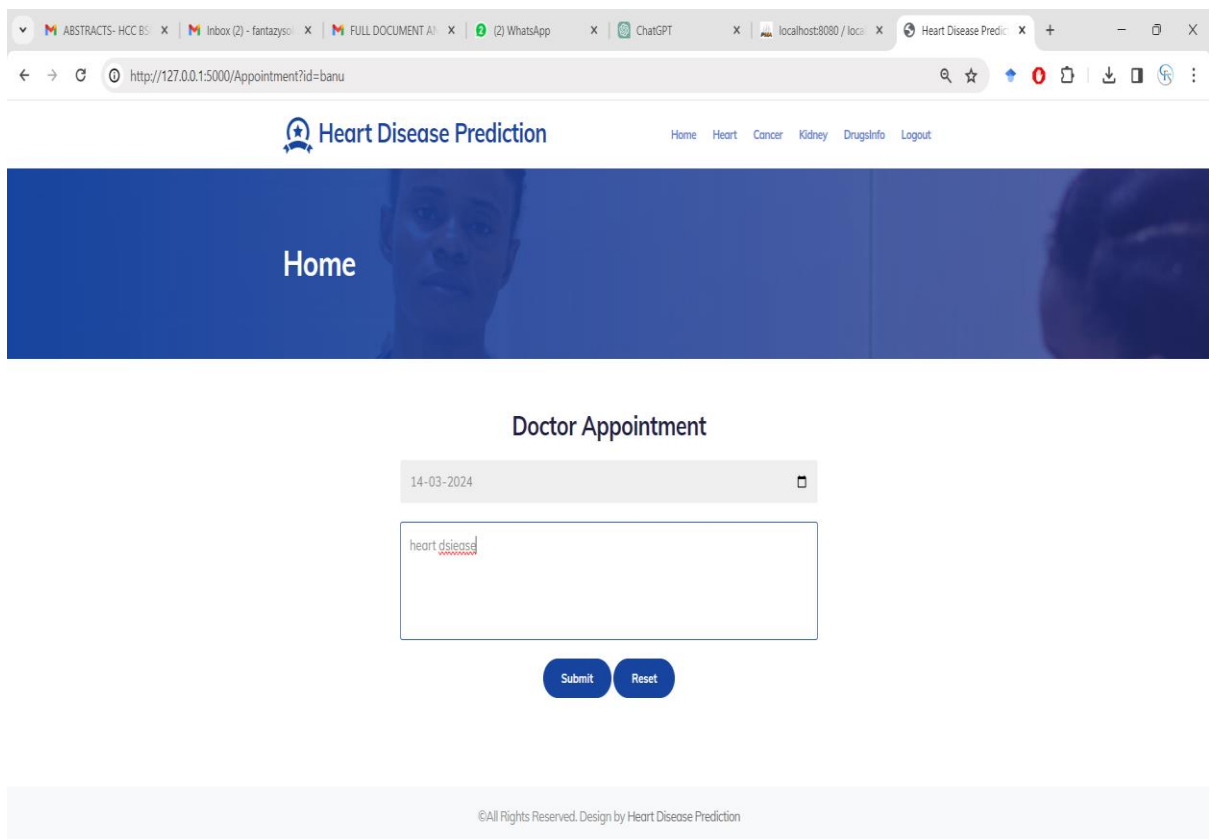 ABSTRACTS- HCC BS X M Inbox (2) - fantazysol X M FULL DOCUMENT AN X (2) WhatsApp X ChatGPT X localhost:8080 / loca X Heart Disease Predic X + - X
http://127.0.0.1:5000/Appointment?id=banu
Heart Disease Prediction Home Heart Cancer Kidney DrugsInfo Logout
Home
Doctor Appointment
14-03-2024
heart dsiease
Submit Reset
©All Rights Reserved. Design by Heart Disease Prediction